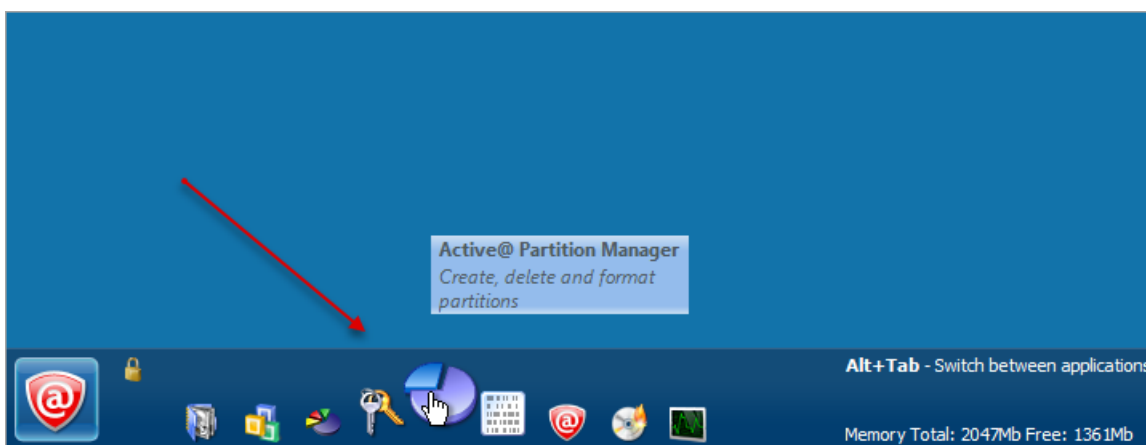 Active@ Partition Manager
Create, delete and format
partitions
@
Alt+Tab - Switch between applications
@
Memory Total: 2047Mb Free: 1361Mb